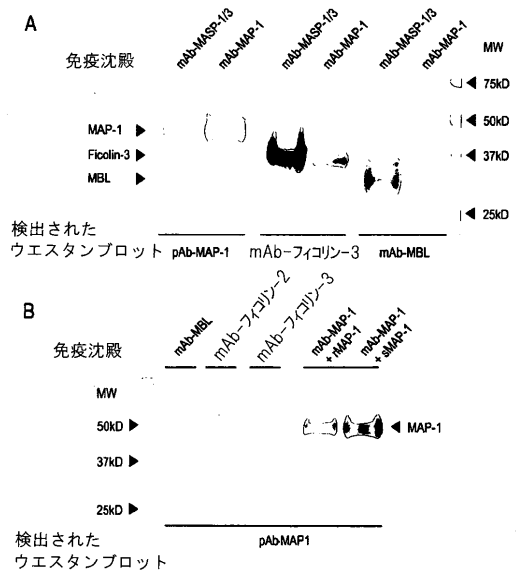 A
免疫沈殿
mAb-MASP-1/3
mAb-MAP-1
mAb-MASP-1/3
mAb-MAP-1
mAb-MASP-1/3
mAb-MAP-1
MW
75kD
50kD
37kD
25kD
MAP-1
Ficolin-3
MBL
検出された
ウエスタンブロット
pAb-MAP-1
mAb-フィコリン-3
mAb-MBL
B
免疫沈殿
mAb-MBL
mAb-フィコリン-2
mAb-フィコリン-3
mAb-MAP-1
+ rMAP-1
mAb-MAP-1
+ sMAP-1
MW
50kD
37kD
25kD
MAP-1
検出された
ウエスタンブロット
pAb-MAP1